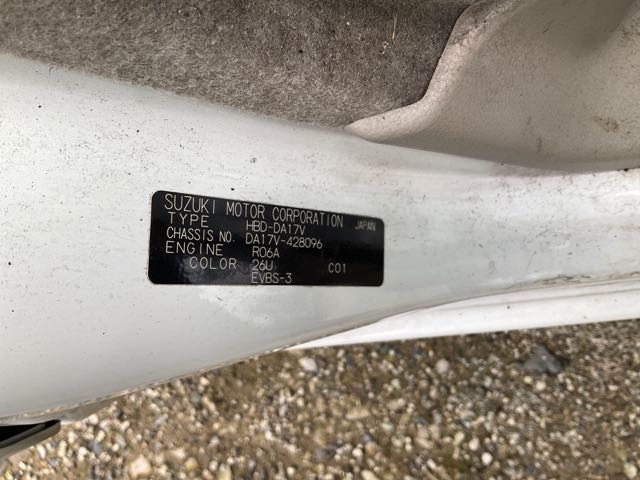 SUZUKI MOTOR CORPORATION JAPAN
TYPE HBD-DA17V
CHASSIS NO. DA17V-428096
ENGINE R06A
COLOR 26U C01
EVBS-3